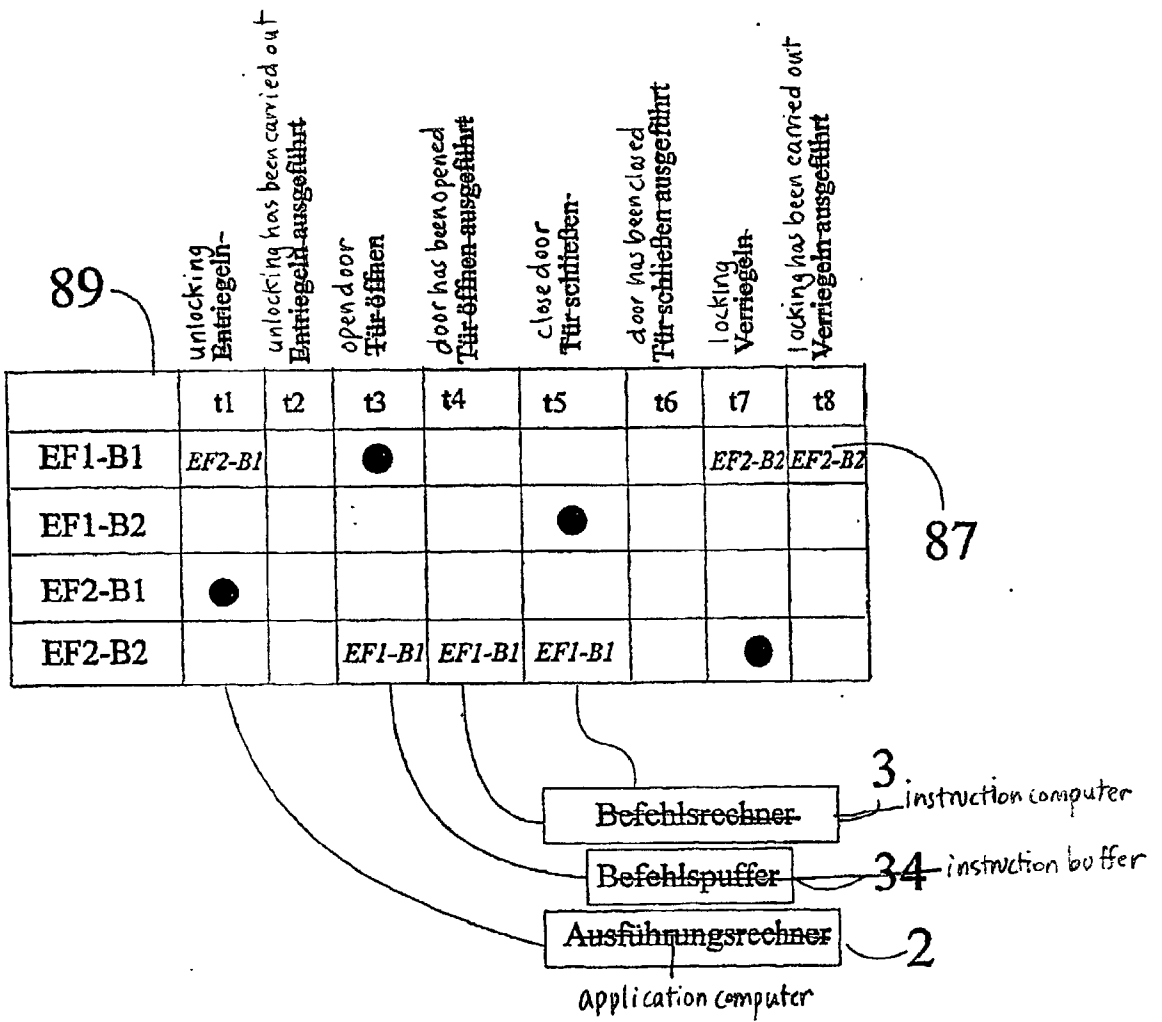 unlocking
Entriegeln
unlocking has been carried out
Entriegeln ausgeführt
open door
Tür öffnen
door has been opened
Tür öffnen ausgeführt
close door
Tür schließen
door has been closed
Tür schließen ausgeführt
locking
Verriegeln
locking has been carried out
Verriegeln ausgeführt
89
t1 t2 t3 t4 t5 t6 t7 t8
EF1-B1 EF2-B1 EF2-B2 EF2-B2
87
EF1-B2
EF2-B1
EF2-B2 EF1-B1 EF1-B1 EF1-B1
Befehlsrechner 3 instruction computer
Befehlspuffer 34 instruction buffer
Ausführungsrechner 2
application computer